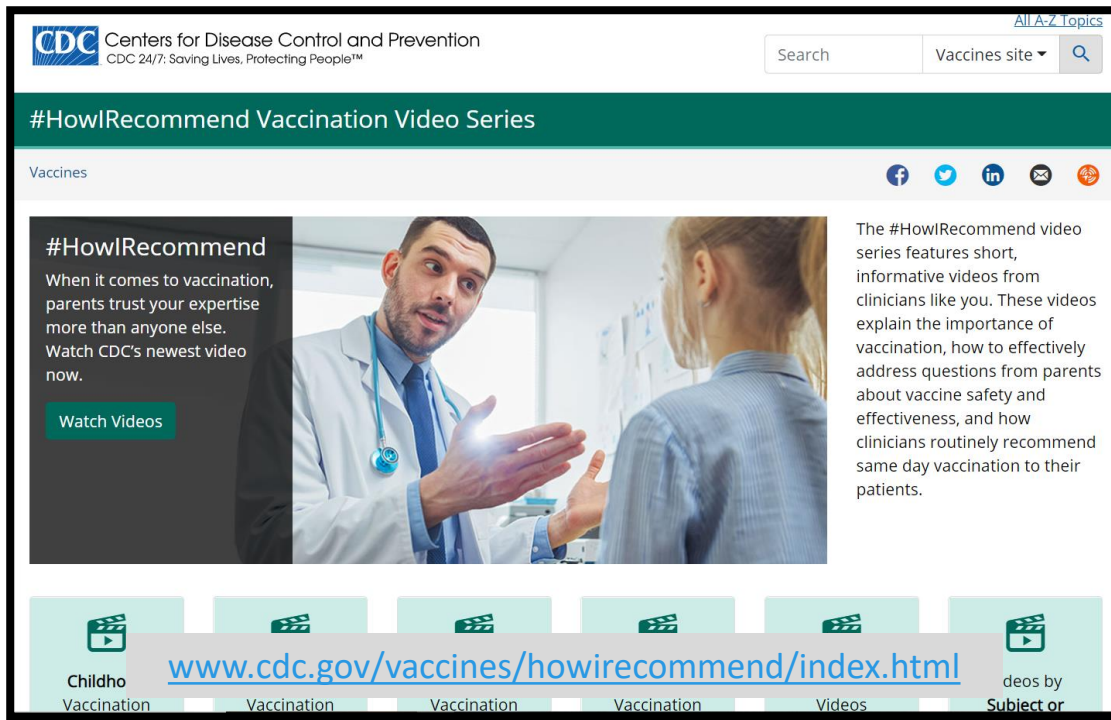 All A-Z Topics
CDC Centers for Disease Control and Prevention
CDC 24/7: Saving Lives, Protecting People™
Search
Vaccines site
#HowIRecommend Vaccination Video Series
Vaccines
#HowIRecommend
When it comes to vaccination,
parents trust your expertise
more than anyone else.
Watch CDC's newest video
now.
Watch Videos
The #HowIRecommend video
series features short,
informative videos from
clinicians like you. These videos
explain the importance of
vaccination, how to effectively
address questions from parents
about vaccine safety and
effectiveness, and how
clinicians routinely recommend
same day vaccination to their
patients.
www.cdc.gov/vaccines/howirecommend/index.html
Vaccination
Vaccination
Vaccination
Vaccination
Videos
by
Subject or